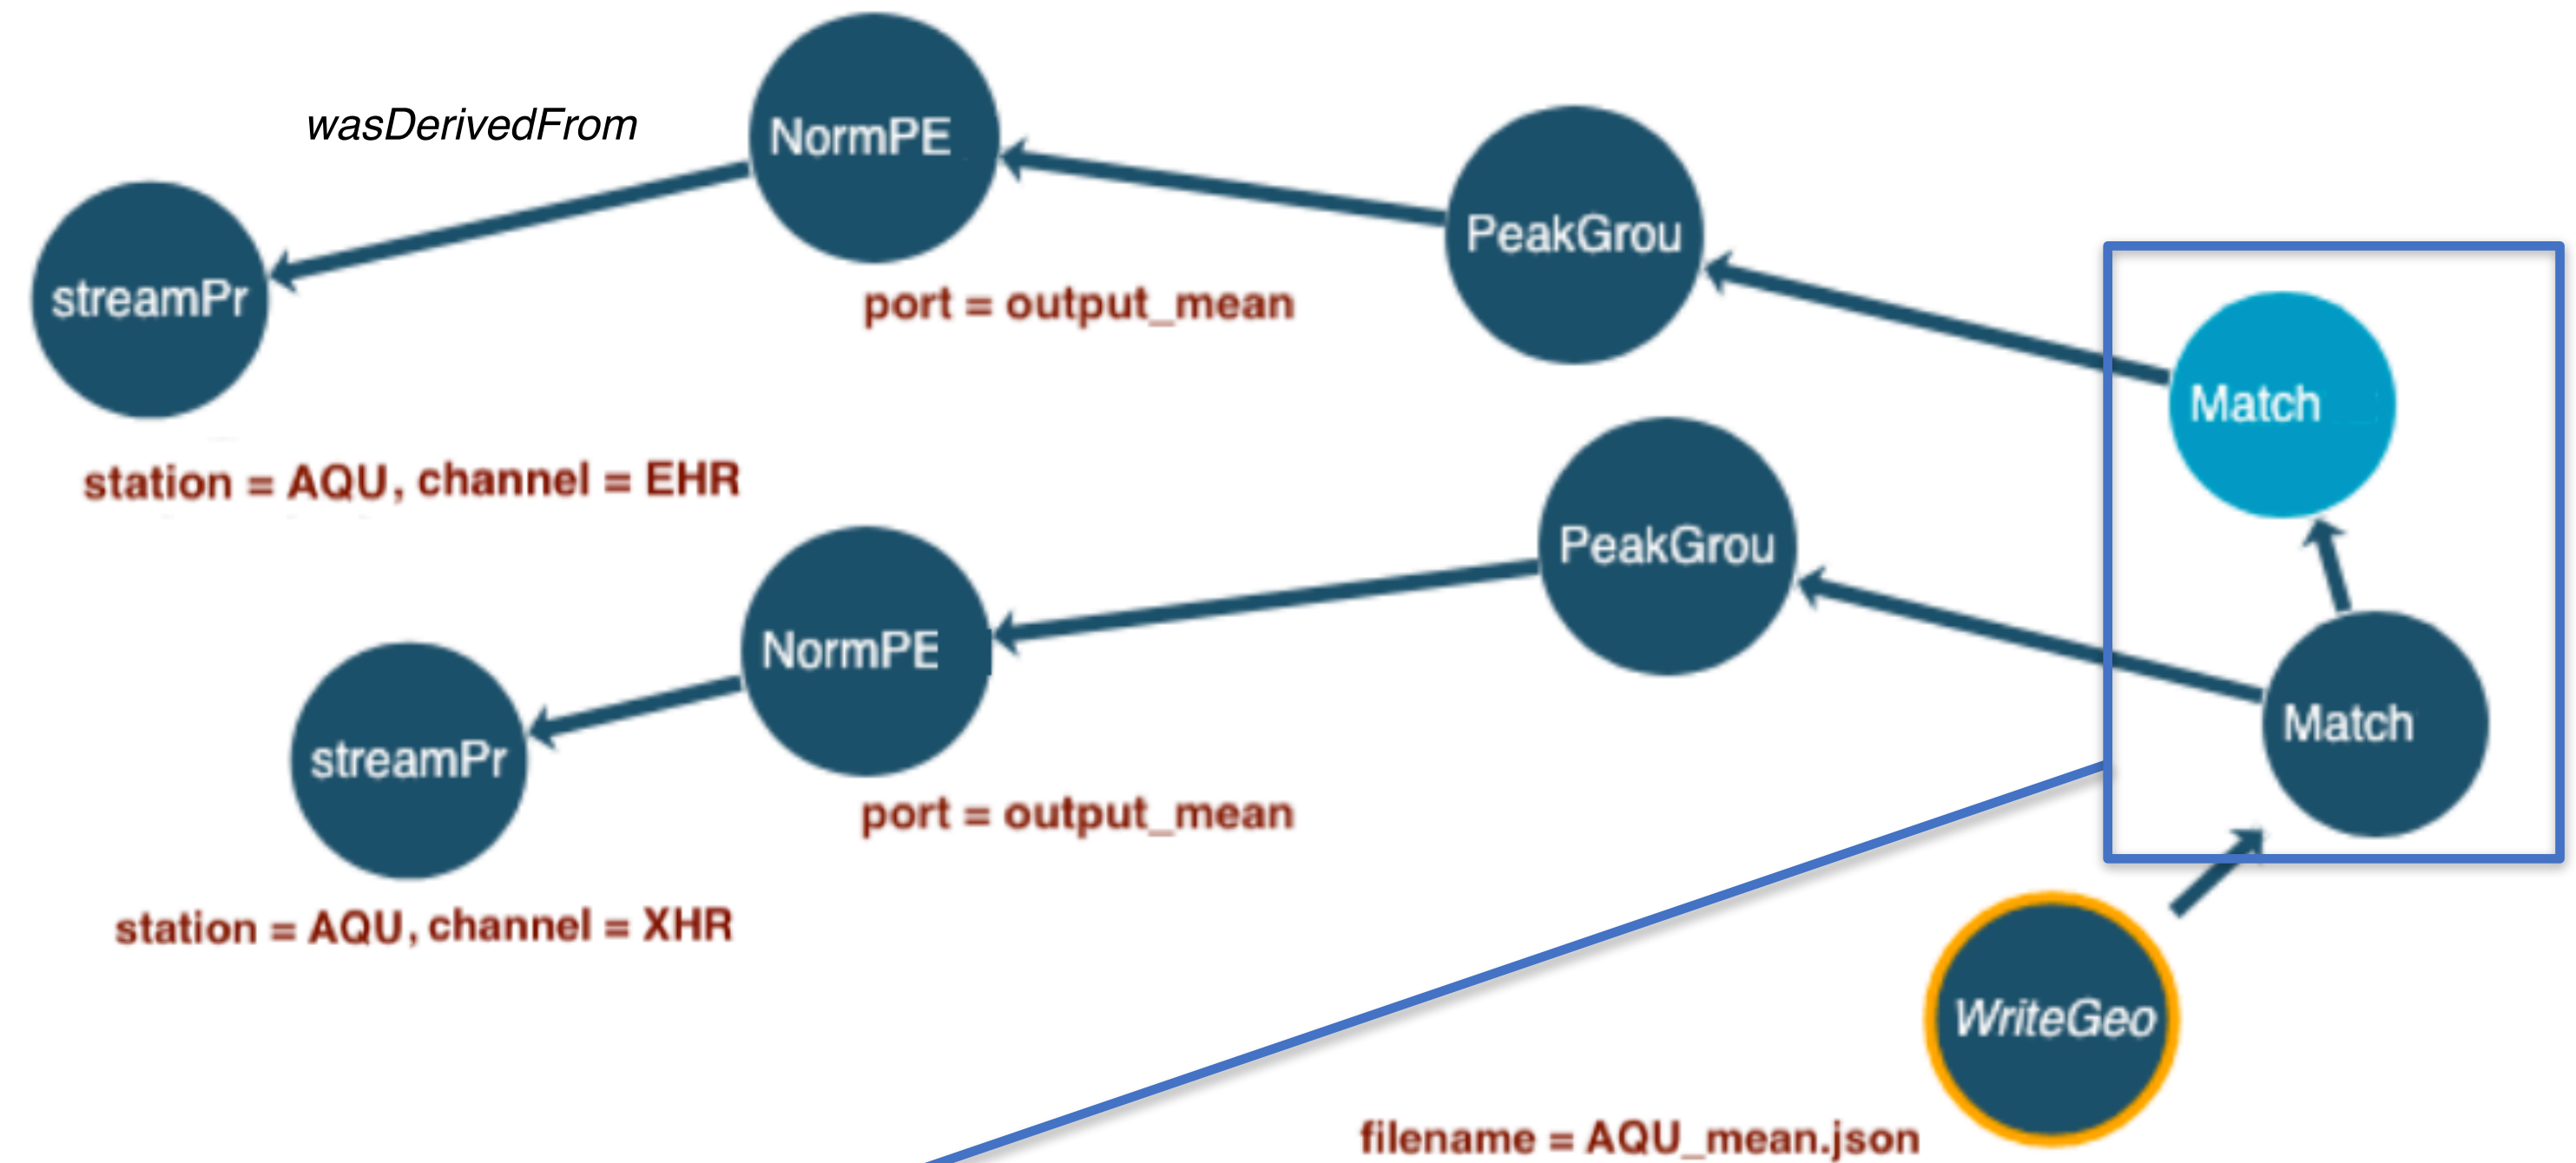 wasDerivedFrom
NormPE
PeakGrou
streamPr
port = output_mean
Match
station = AQU, channel = EHR
PeakGrou
NormPE
Match
streamPr
port = output_mean
station = AQU, channel = XHR
WriteGeo
filename = AQU_mean.json